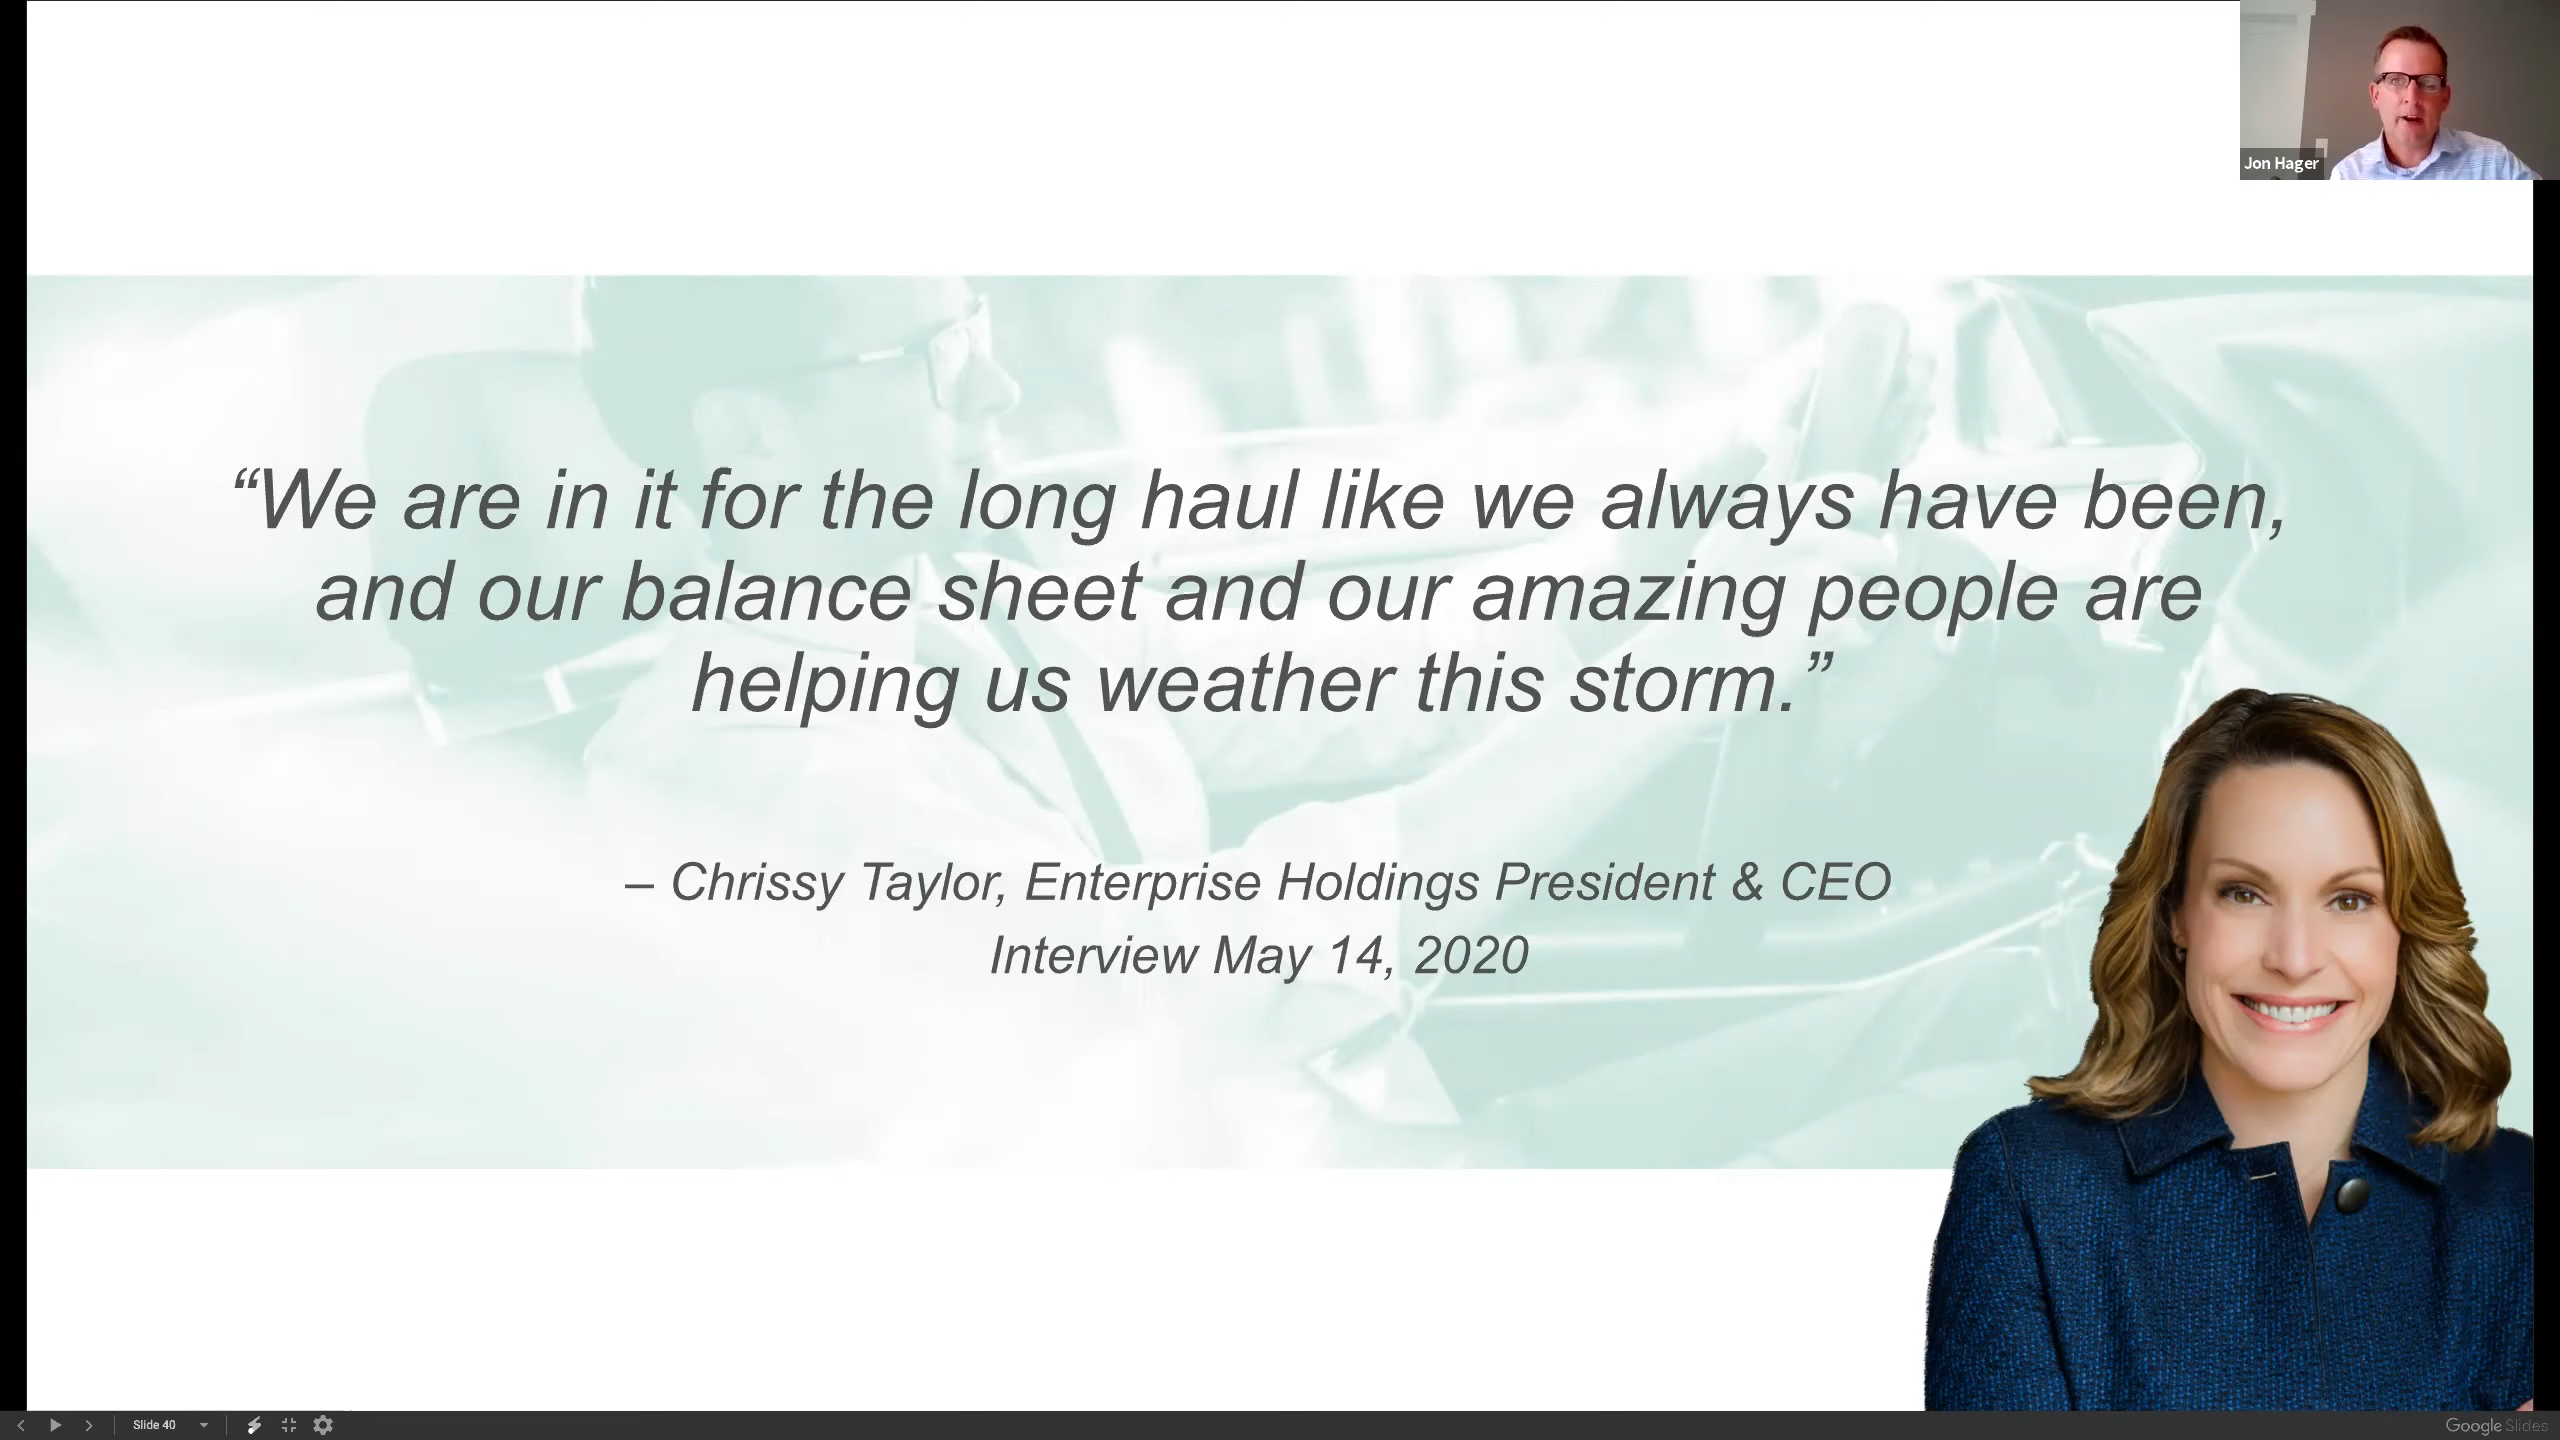 Jon Hager
“We are in it for the long haul like we always have been,
and our balance sheet and our amazing people are
helping us weather this storm.”
– Chrissy Taylor, Enterprise Holdings President & CEO
Interview May 14, 2020
Slide 40
Google Slides